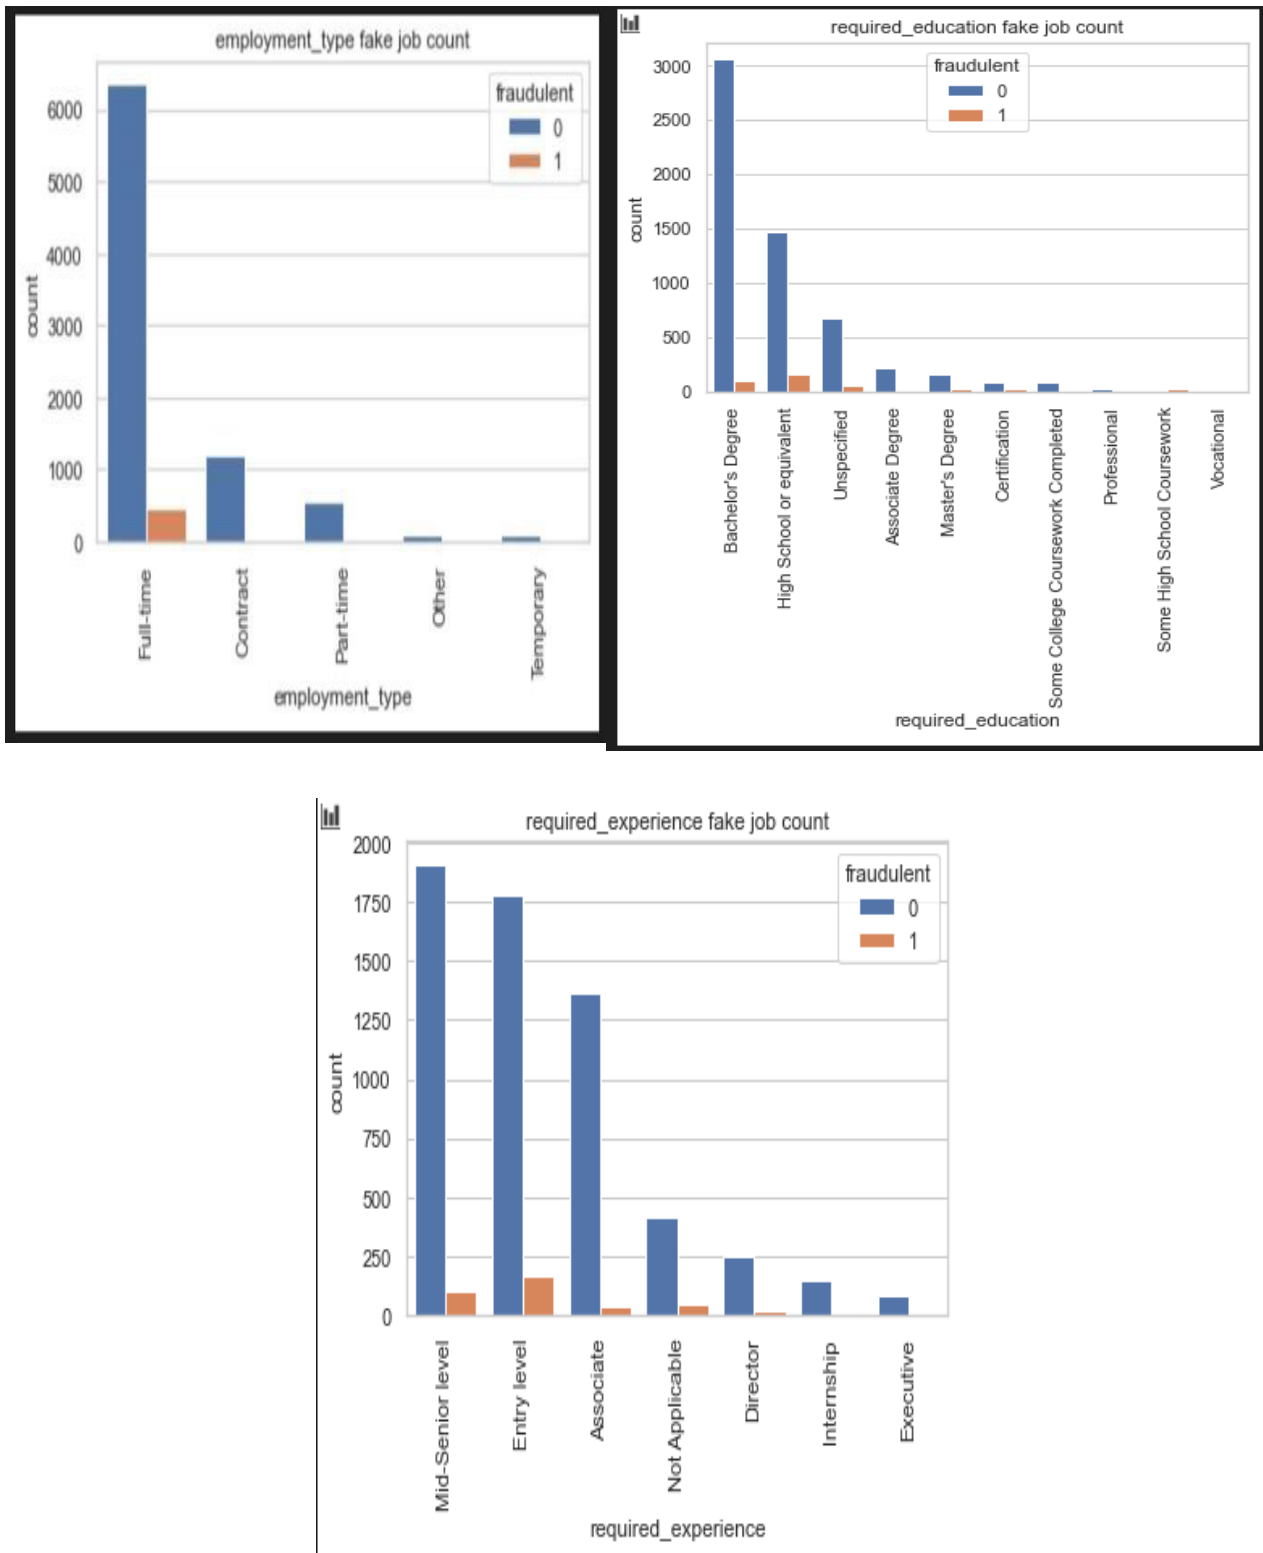 employment_type fake job count
fraudulent
0
1
6000
5000
4000
3000
2000
1000
0
count
Full-time
Contract
Part-time
Other
Temporary
employment_type
required_education fake job count
fraudulent
0
1
3000
2500
2000
1500
1000
500
0
count
Bachelor's Degree
High School or equivalent
Unspecified
Associate Degree
Master's Degree
Certification
Some College Coursework Completed
Professional
Some High School Coursework
Vocational
required_education
required_experience fake job count
fraudulent
0
1
2000
1750
1500
1250
1000
750
500
250
0
count
Mid-Senior level
Entry level
Associate
Not Applicable
Director
Internship
Executive
required_experience